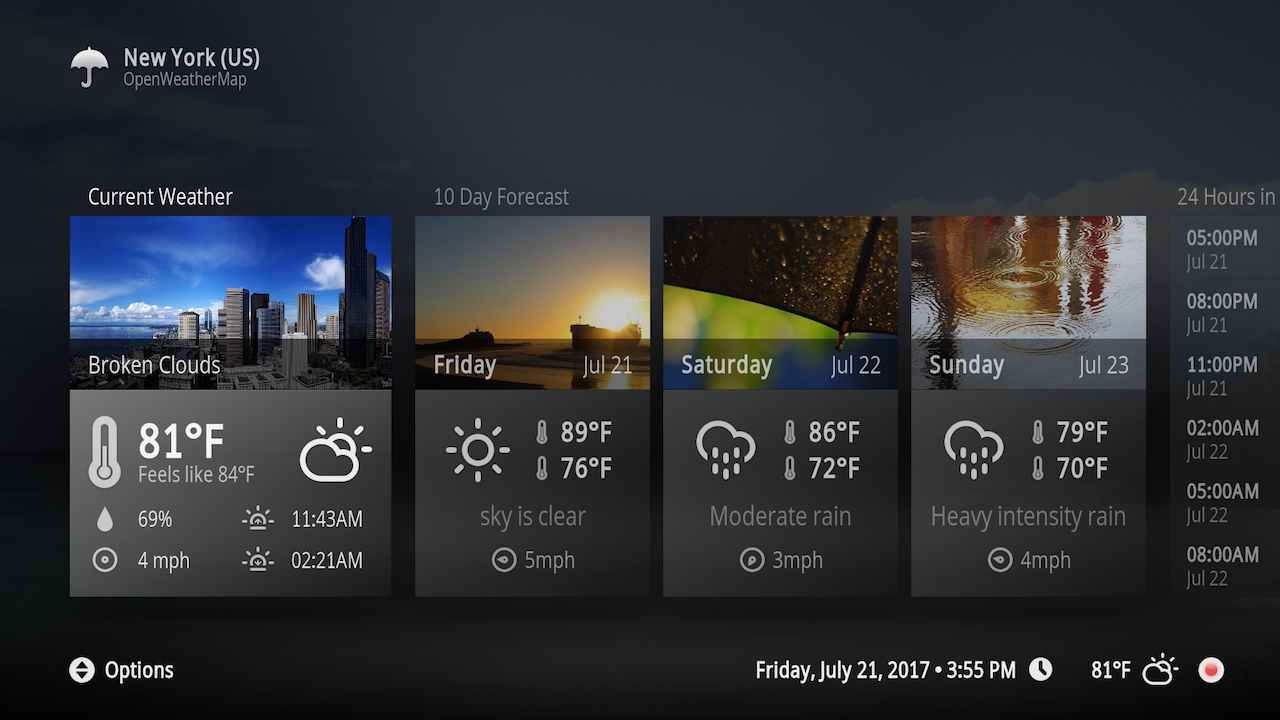 New York (US)
OpenWeatherMap
Current Weather
Broken Clouds
81°F
Feels like 84°F
69%
11:43AM
4 mph
02:21AM
10 Day Forecast
Friday Jul 21
89°F
76°F
sky is clear
5mph
Saturday Jul 22
86°F
72°F
Moderate rain
3mph
Sunday Jul 23
79°F
70°F
Heavy intensity rain
4mph
24 Hours in
05:00PM
Jul 21
08:00PM
Jul 21
11:00PM
Jul 21
02:00AM
Jul 22
05:00AM
Jul 22
08:00AM
Jul 22
Options
Friday, July 21, 2017 • 3:55 PM
81°F